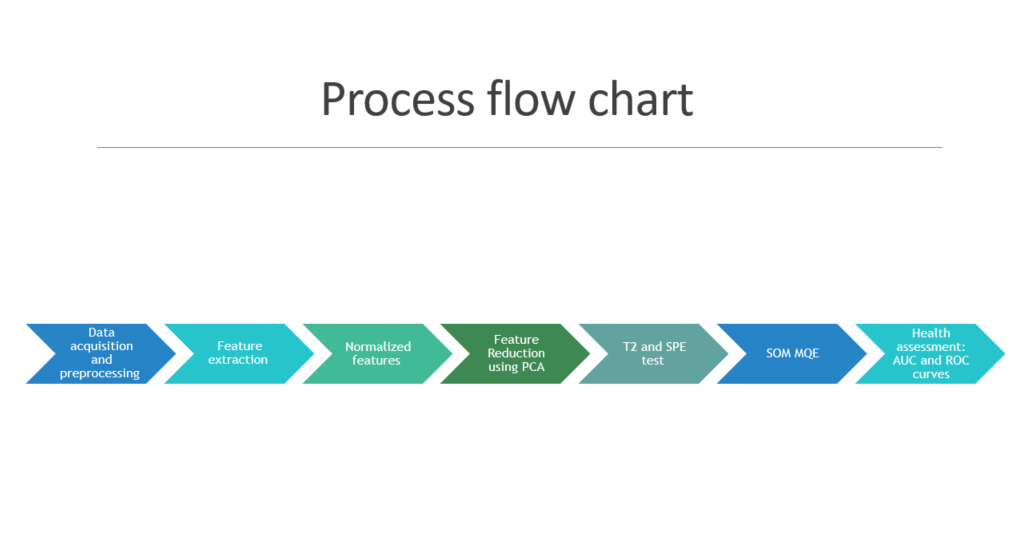 Process flow chart
Data
acquisition
and
preprocessing
Feature
extraction
Normalized
features
Feature
Reduction
using PCA
T2 and SPE
test
SOM MQE
Health
assessment:
AUC and ROC
curves